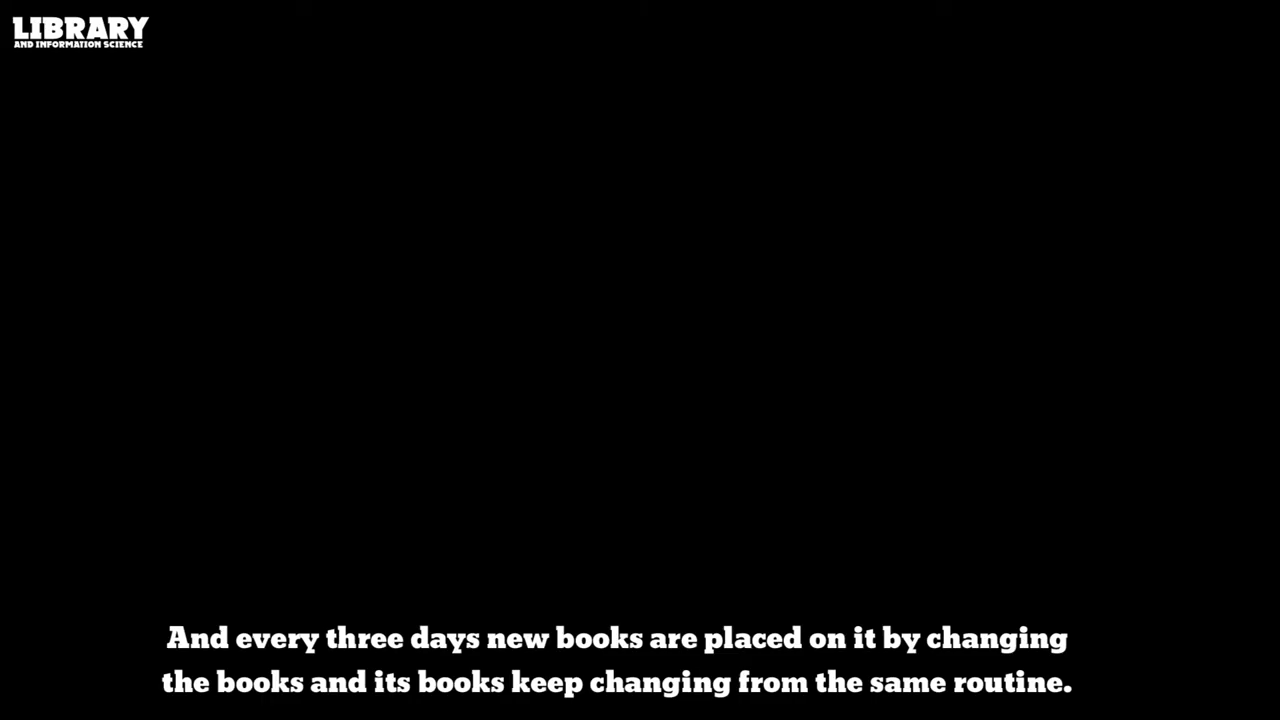 LIBRARY
AND INFORMATION SCIENCE
And every three days new books are placed on it by changing
the books and its books keep changing from the same routine.